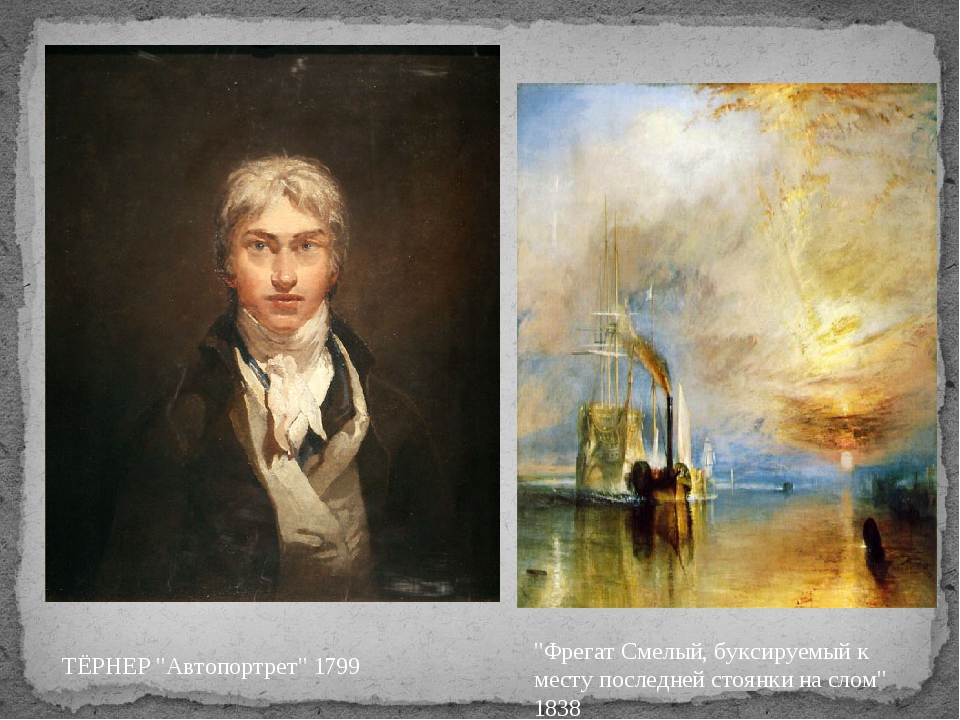 ТЁРНЕР "Автопортрет" 1799
"Фрегат Смелый, буксируемый к
месту последней стоянки на слом"
1838